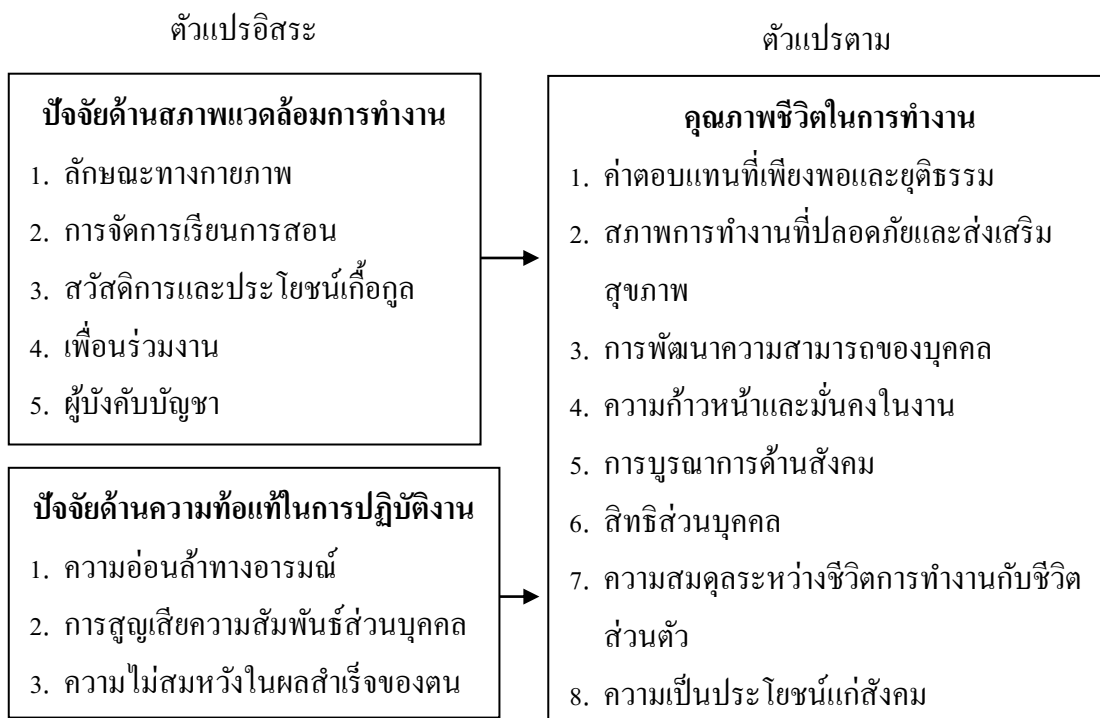 ตัวแปรอิสระ
ปัจจัยด้านสภาพแวดล้อมการทำงาน
1. ลักษณะทางกายภาพ
2. การจัดการเรียนการสอน
3. สวัสดิการและประโยชน์เกื้อกูล
4. เพื่อนร่วมงาน
5. ผู้บังคับบัญชา
ปัจจัยด้านความท้อแท้ในการปฏิบัติงาน
1. ความอ่อนล้าทางอารมณ์
2. การสูญเสียความสัมพันธ์ส่วนบุคคล
3. ความไม่สมหวังในผลสำเร็จของตน
ตัวแปรตาม
คุณภาพชีวิตในการทำงาน
1. ค่าตอบแทนที่เพียงพอและยุติธรรม
2. สภาพการทำงานที่ปลอดภัยและส่งเสริม
สุขภาพ
3. การพัฒนาความสามารถของบุคคล
4. ความก้าวหน้าและมั่นคงในงาน
5. การบูรณาการด้านสังคม
6. สิทธิส่วนบุคคล
7. ความสมดุลระหว่างชีวิตการทำงานกับชีวิต
ส่วนตัว
8. ความเป็นประโยชน์แก่สังคม